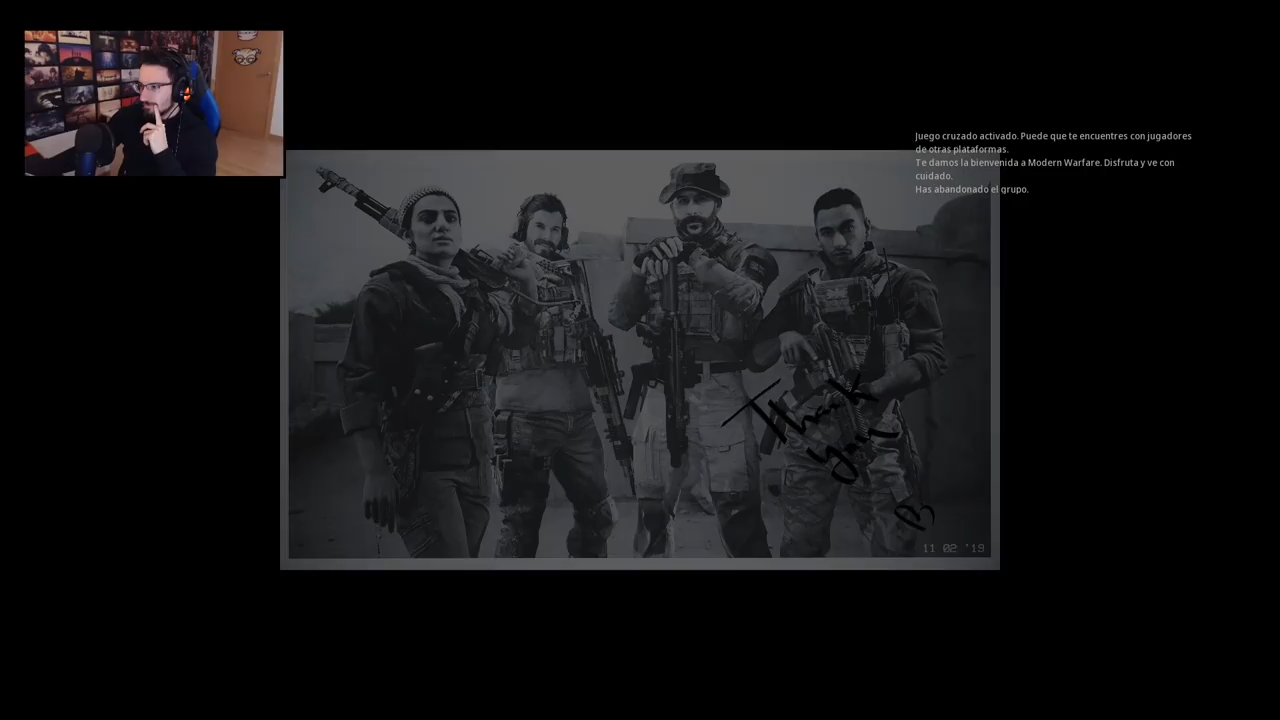 Juego cruzado activado. Puede que te encuentres con jugadores
de otras plataformas.
Te damos la bienvenida a Modern Warfare. Disfruta y ve con
cuidado.
Has abandonado el grupo.
Thank
you
B
11 02 '19